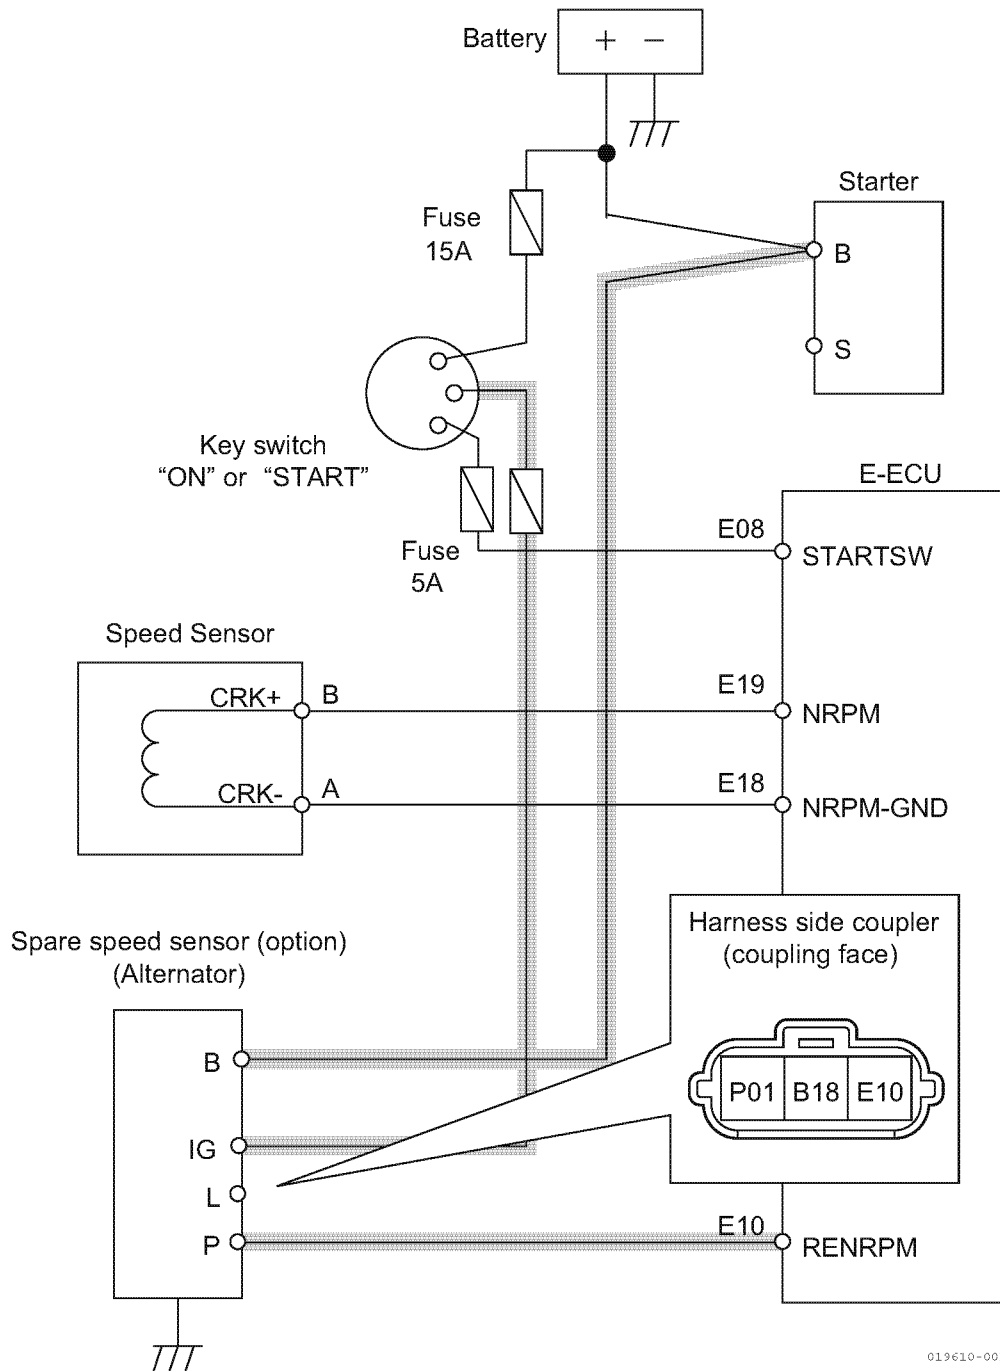 Battery
+ −
Starter
Fuse
15A
B
S
Key switch
“ON” or “START”
E-ECU
Fuse
5A
E08
STARTSW
Speed Sensor
CRK+
B
E19
NRPM
CRK-
A
E18
NRPM-GND
Harness side coupler
(coupling face)
P01 B18 E10
Spare speed sensor (option)
(Alternator)
B
IG
L
P
E10
RENRPM
019610-00